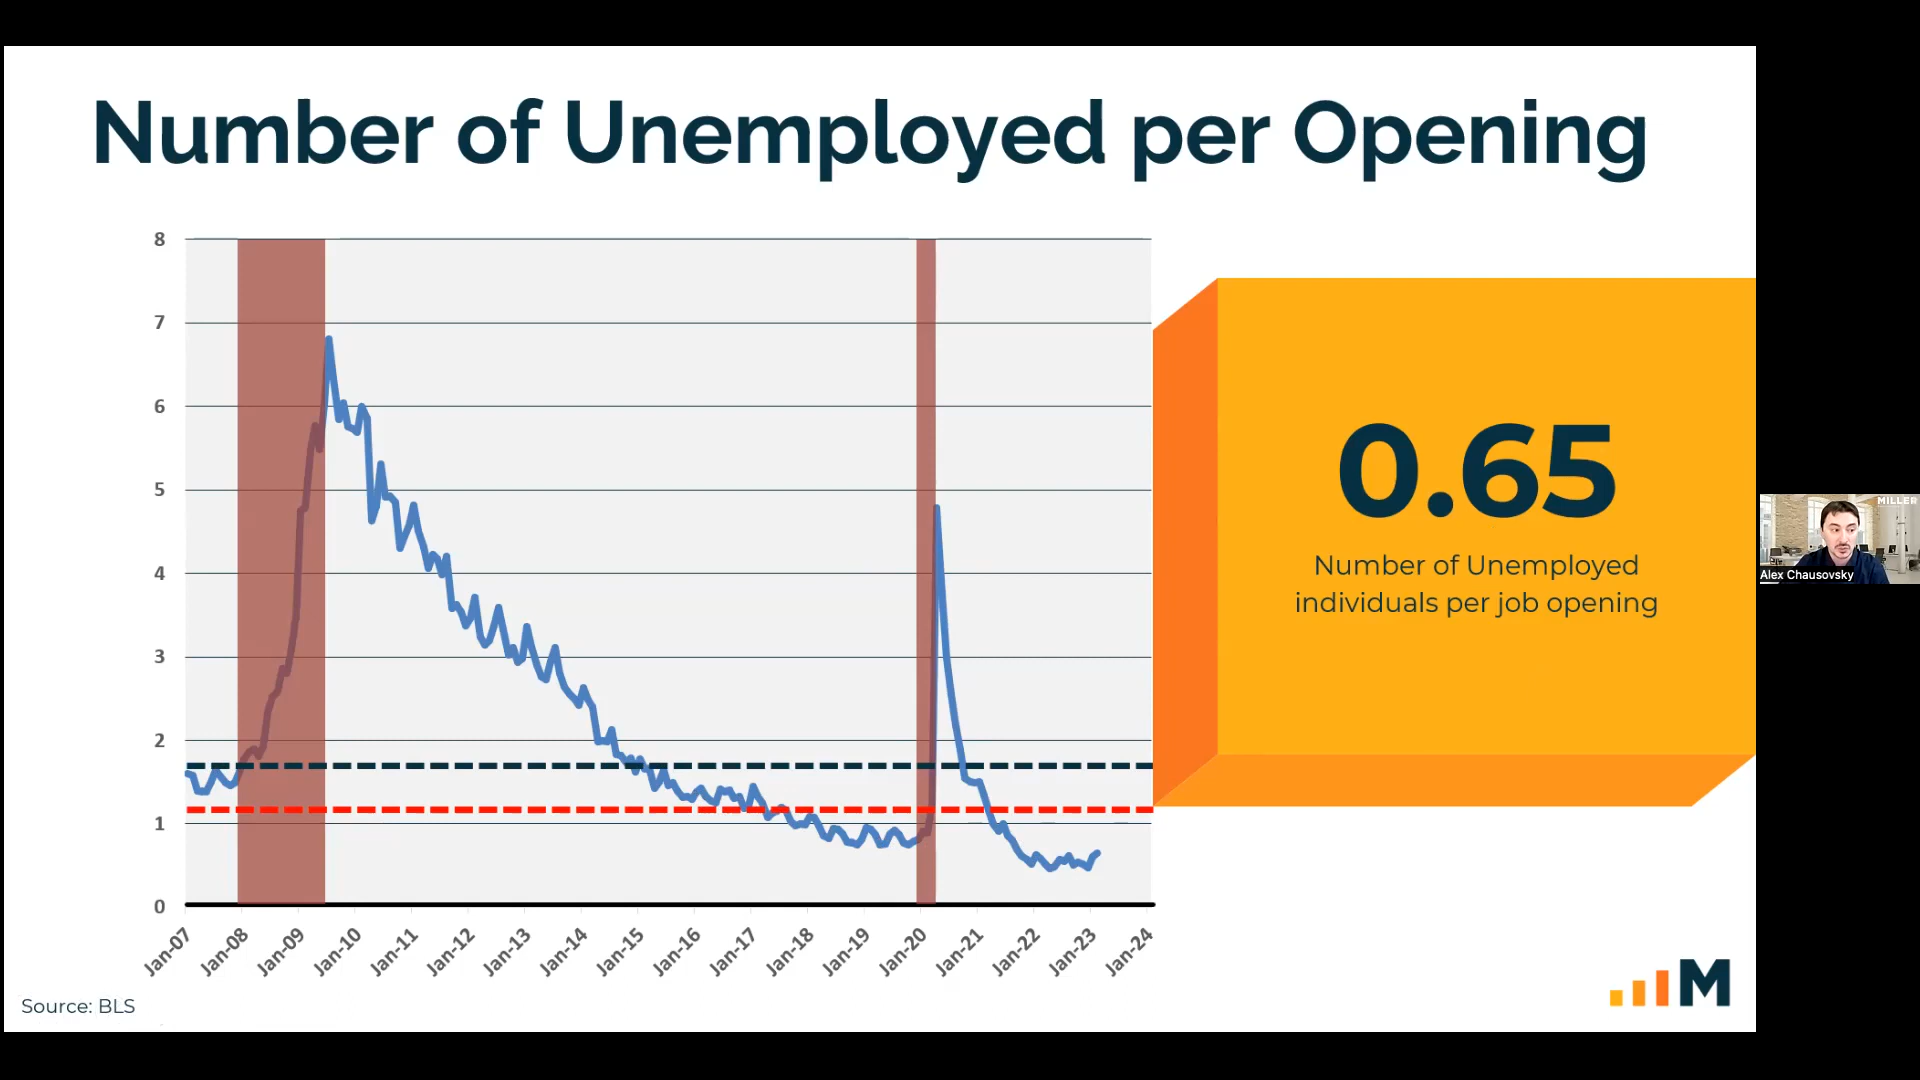 Number of Unemployed per Opening
8
7
6
5
4
3
2
1
0
Jan-07
Jan-08
Jan-09
Jan-10
Jan-11
Jan-12
Jan-13
Jan-14
Jan-15
Jan-16
Jan-17
Jan-18
Jan-19
Jan-20
Jan-21
Jan-22
Jan-23
Jan-24
0.65
Number of Unemployed
individuals per job opening
MILLER
Alex Chausovsky
Source: BLS
M